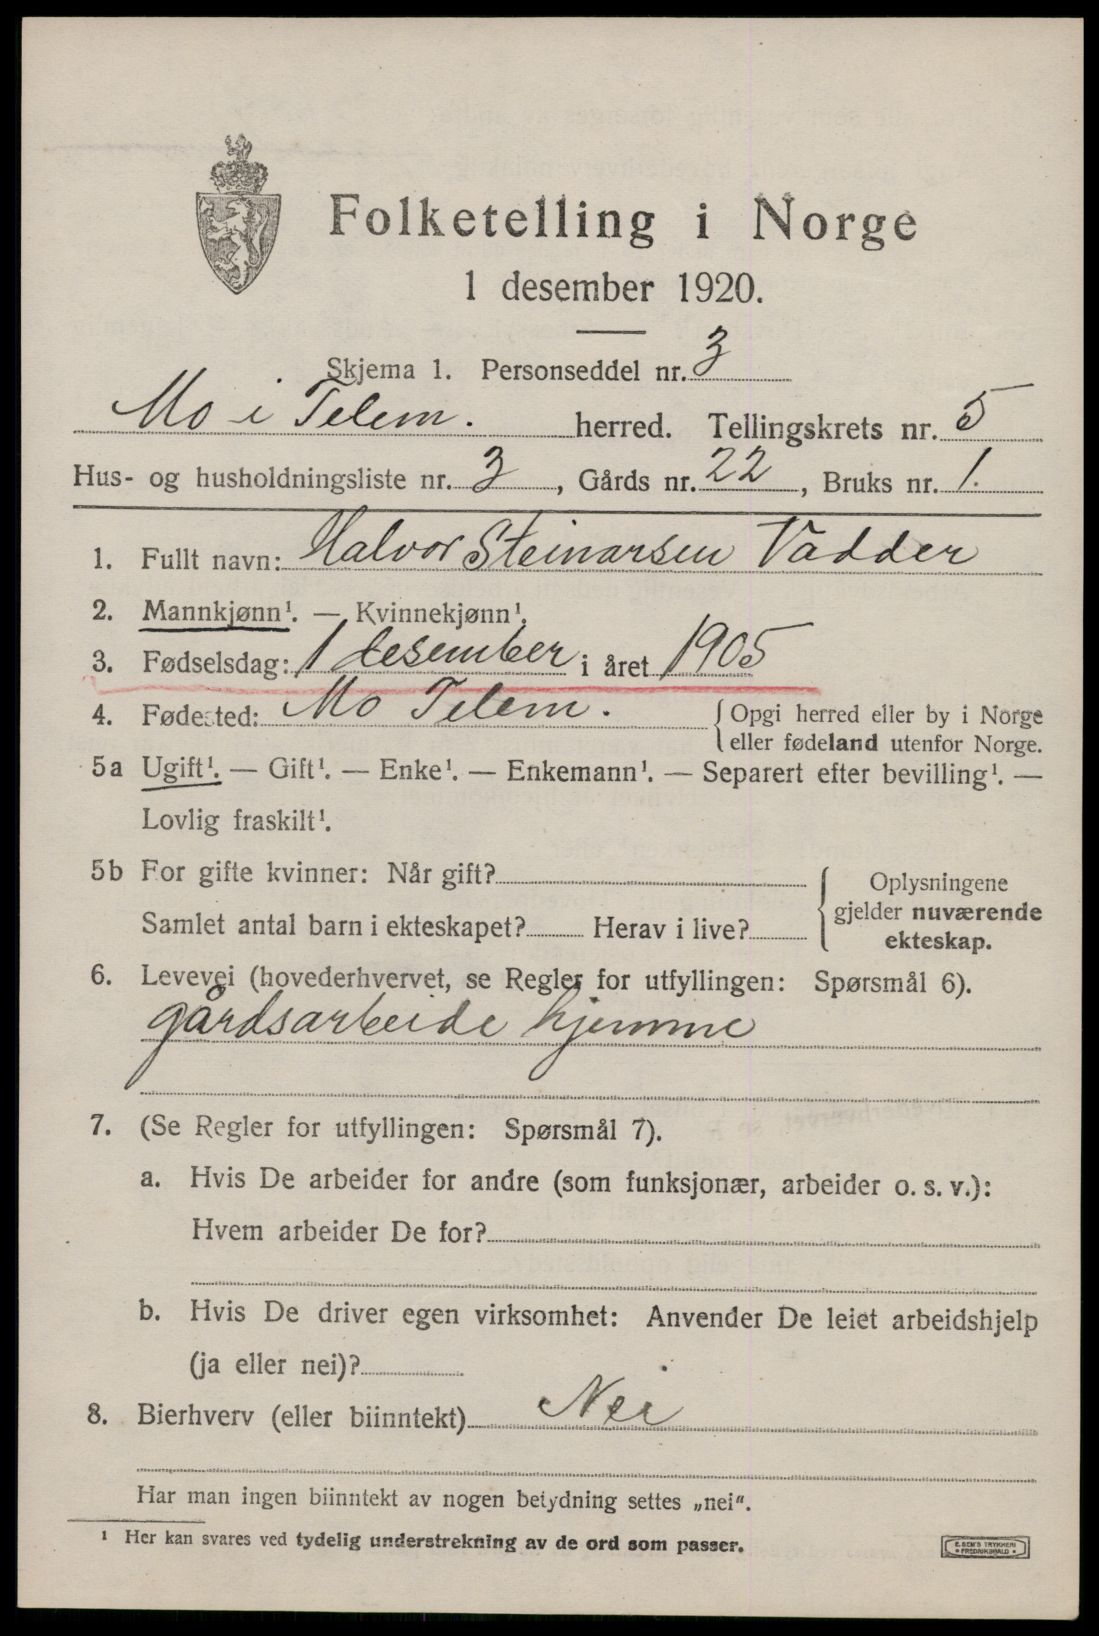 Folketelling i Norge
1 desember 1920.
Skjema 1. Personseddel nr. 3
Mo i Telem. herred. Tellingskrets nr. 5
Hus- og husholdningsliste nr. 3, Gårds nr. 22, Bruks nr. 1.
1. Fullt navn: Halvor Steinarsen Vadder
2. Mannkjønn¹. — Kvinnekjønn¹.
3. Fødselsdag: 1 desember i året 1905
4. Fødested: Mo Telem. { Opgi herred eller by i Norge
eller fødeland utenfor Norge.
5a Ugift¹. — Gift¹. — Enke¹. — Enkemann¹. — Separert efter bevilling¹. —
Lovlig fraskilt¹.
5b For gifte kvinner: Når gift?
Samlet antal barn i ekteskapet? Herav i live?
{ Oplysningene
gjelder nuværende
ekteskap.
6. Levevei (hovederhvervet, se Regler for utfyllingen: Spørsmål 6).
gårdsarbeide hjemme
7. (Se Regler for utfyllingen: Spørsmål 7).
a. Hvis De arbeider for andre (som funksjonær, arbeider o. s. v.):
Hvem arbeider De for?
b. Hvis De driver egen virksomhet: Anvender De leiet arbeidshjelp
(ja eller nei)?
8. Bierhverv (eller biinntekt) Nei
Har man ingen biinntekt av nogen betydning settes „nei“.
¹ Her kan svares ved tydelig understrekning av de ord som passer.
E. SEM'S TRYKKERI
• FREDRIKSHALD •